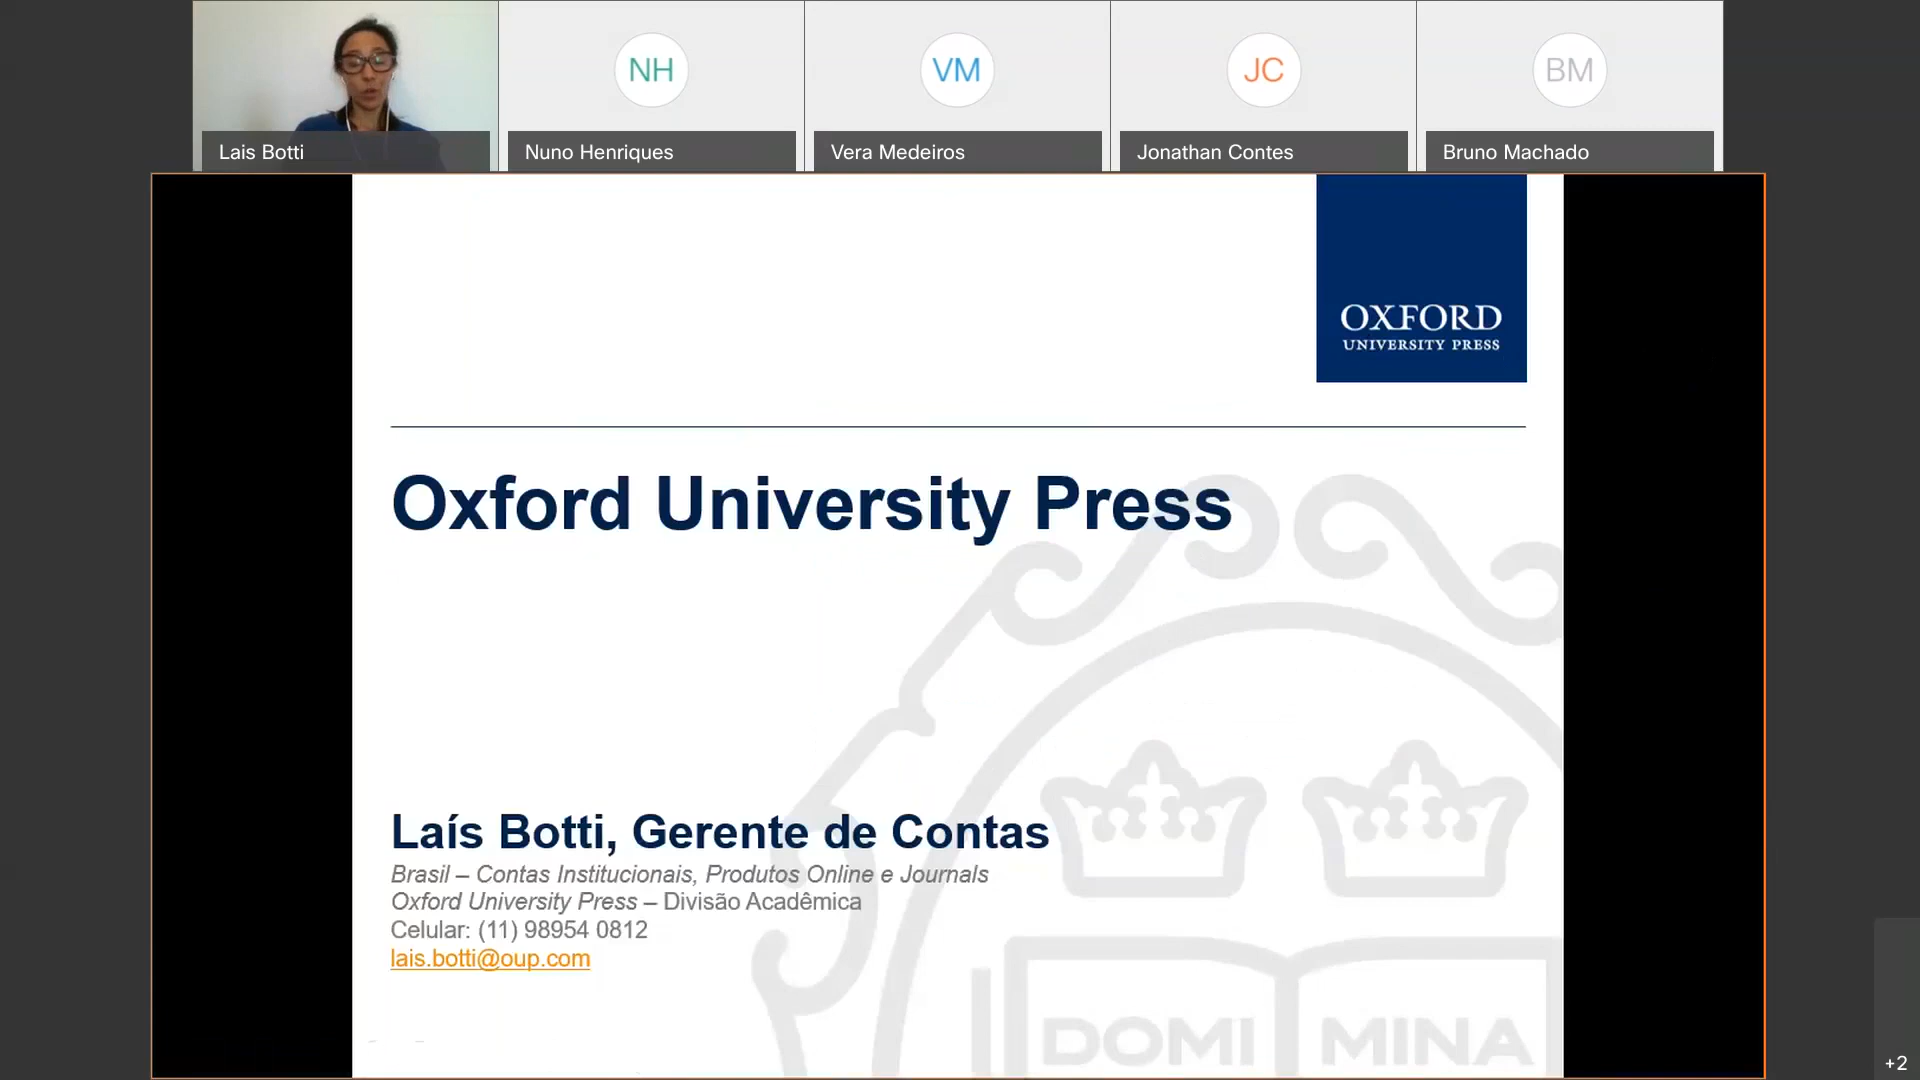 NH
VM
JC
BM
Lais Botti
Nuno Henriques
Vera Medeiros
Jonathan Contes
Bruno Machado
OXFORD
UNIVERSITY PRESS
Oxford University Press
Laís Botti, Gerente de Contas
Brasil – Contas Institucionais, Produtos Online e Journals
Oxford University Press – Divisão Acadêmica
Celular: (11) 98954 0812
lais.botti@oup.com
DOMI MINA
+2